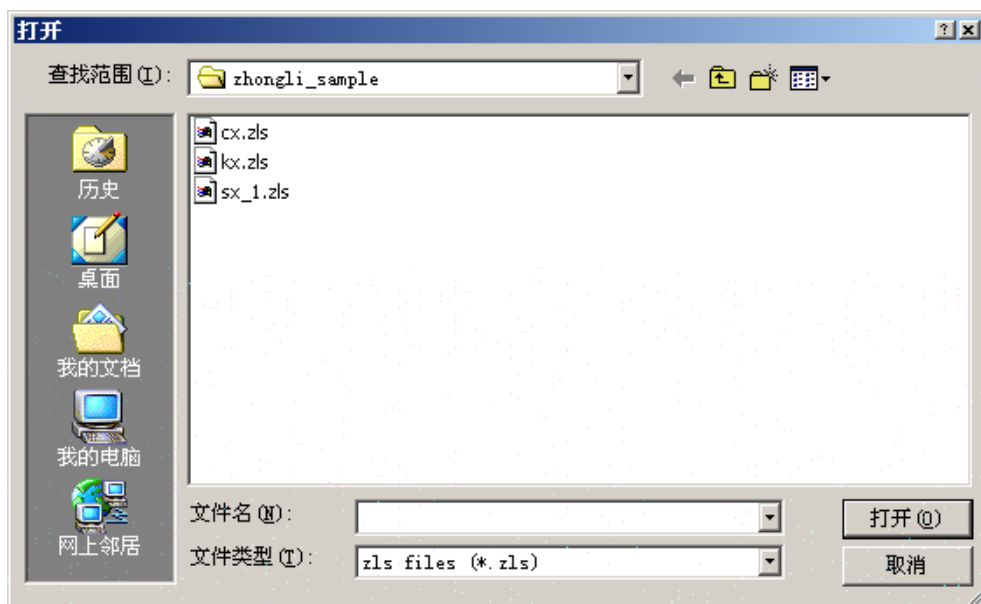 打开
查找范围(I):
zhongli_sample
cx.zls
kx.zls
sx_1.zls
历史
桌面
我的文档
我的电脑
网上邻居
文件名(N):
打开(O)
文件类型(T):
zls files (*.zls)
取消